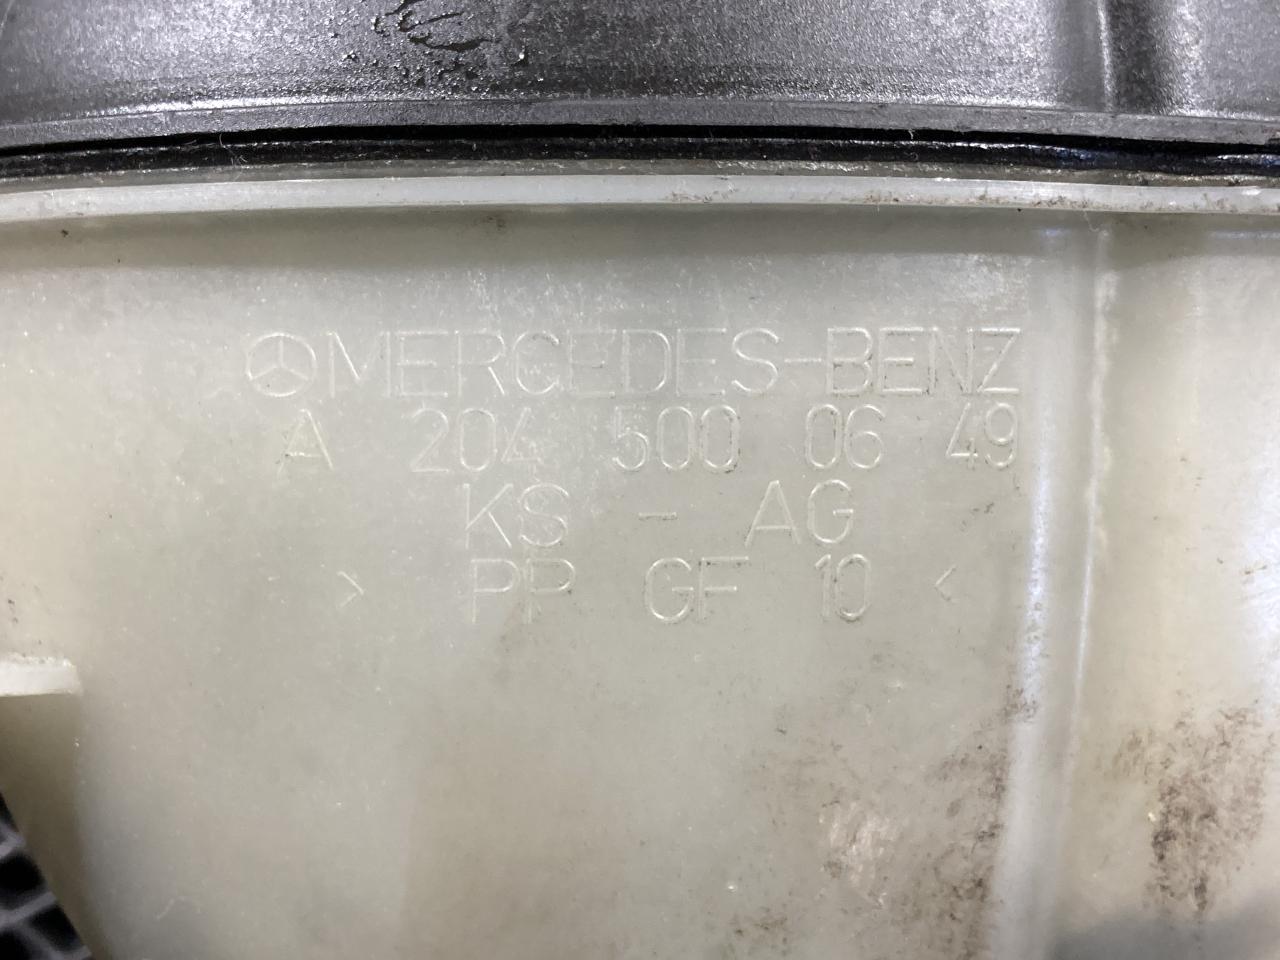 MERCEDES-BENZ
A 204 500 06 49
KS - AG
> PP GF 10 <